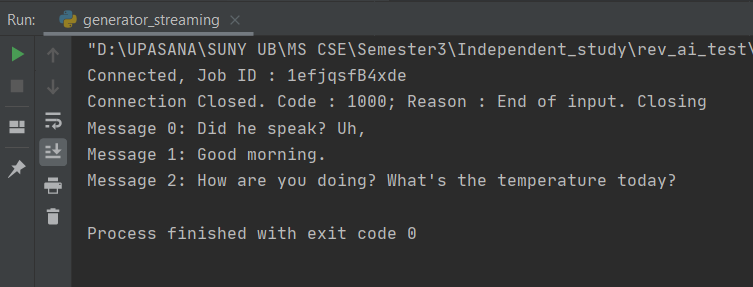 Run: generator_streaming
"D:\UPASANA\SUNY UB\MS CSE\Semester3\Independent_study\rev_ai_test\
Connected, Job ID : 1efjqsfB4xde
Connection Closed. Code : 1000; Reason : End of input. Closing
Message 0: Did he speak? Uh,
Message 1: Good morning.
Message 2: How are you doing? What's the temperature today?
Process finished with exit code 0